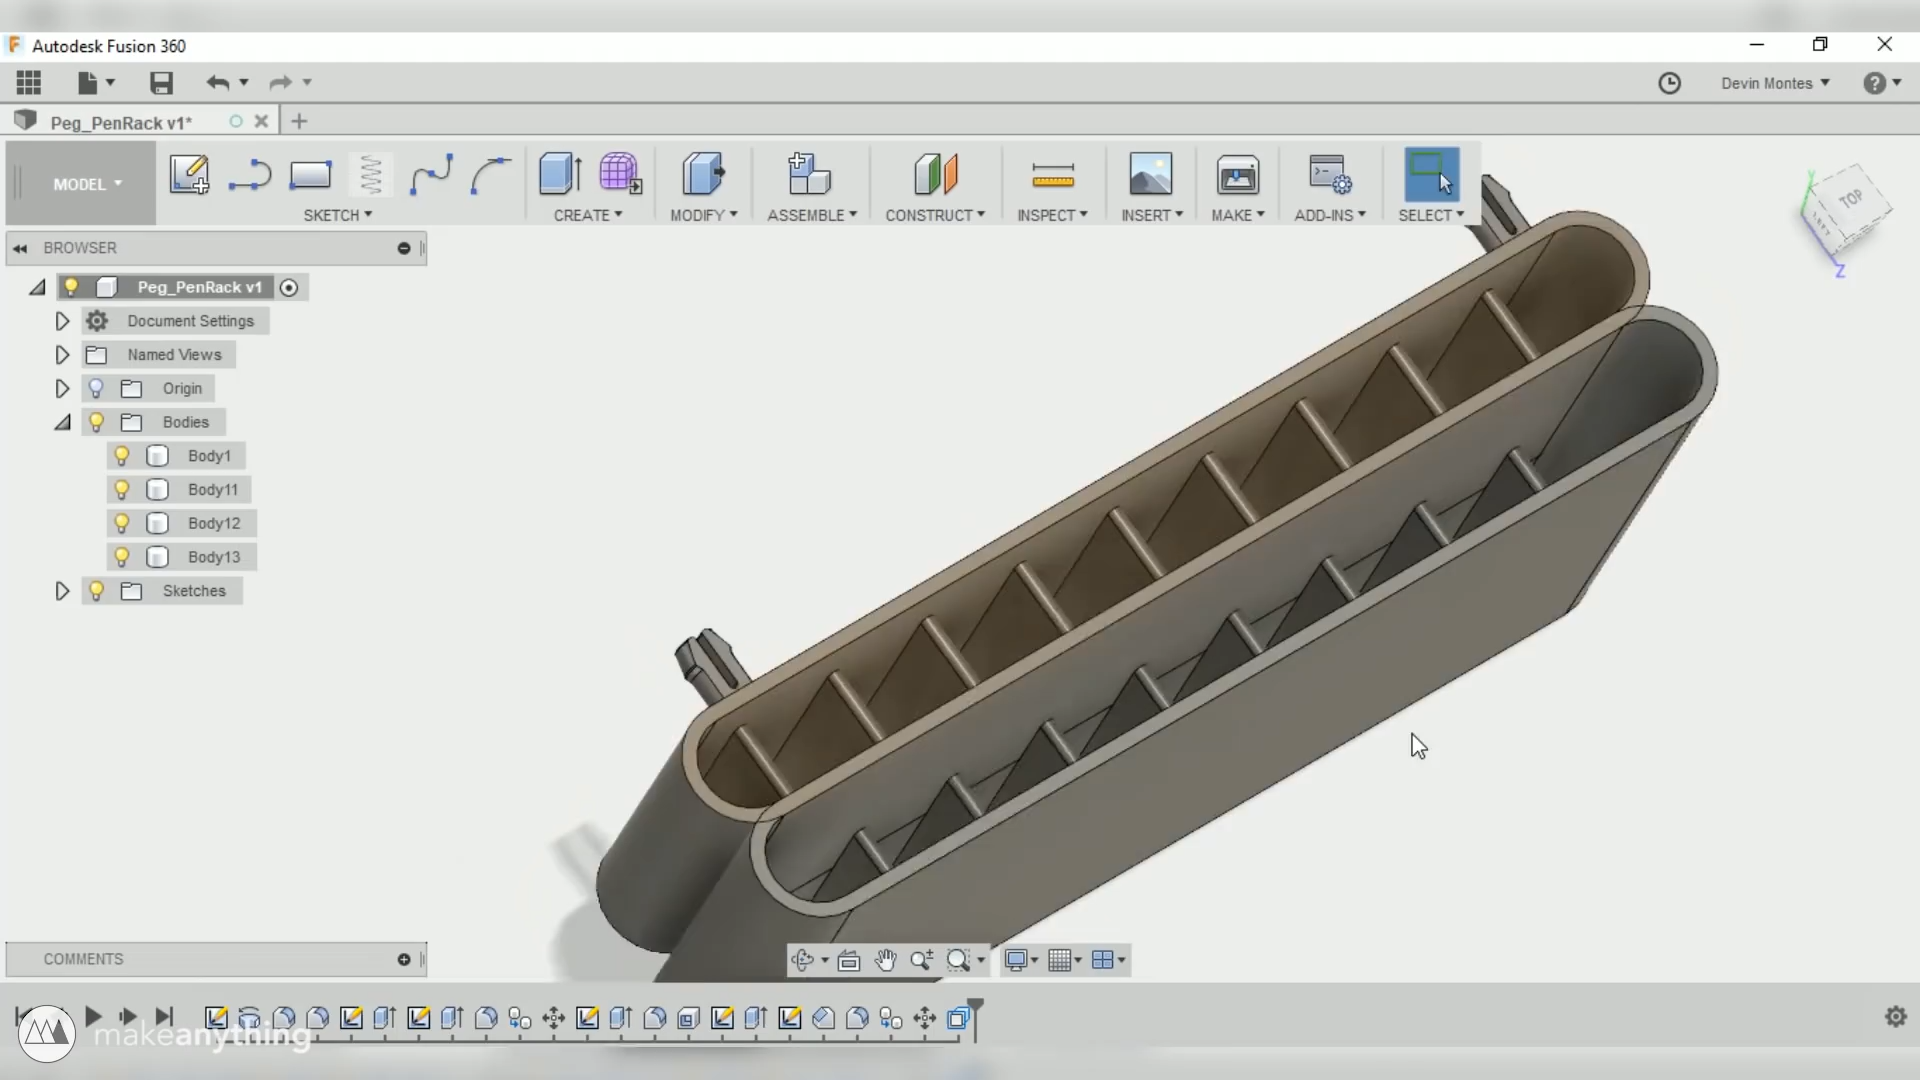 Autodesk Fusion 360
Devin Montes
Peg_PenRack v1*
MODEL
SKETCH
CREATE
MODIFY
ASSEMBLE
CONSTRUCT
INSPECT
INSERT
MAKE
ADD-INS
SELECT
BROWSER
Peg_PenRack v1
Document Settings
Named Views
Origin
Bodies
Body1
Body11
Body12
Body13
Sketches
Y
TOP
LEFT
Z
COMMENTS
makeanything